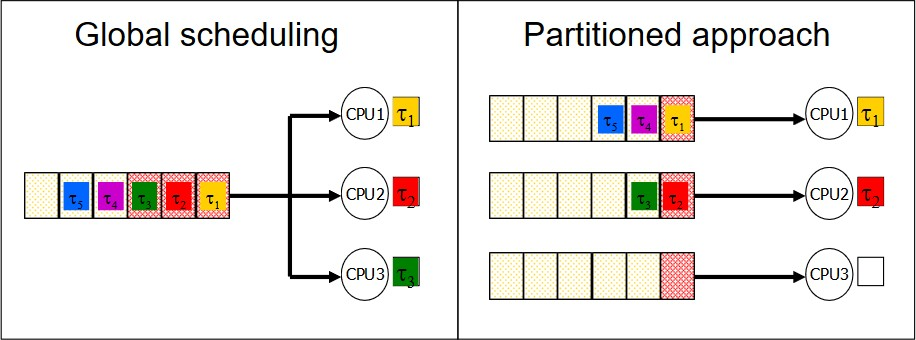 Global scheduling
τ5 τ4 τ3 τ2 τ1
CPU1 τ1
CPU2 τ2
CPU3 τ3
Partitioned approach
τ5 τ4 τ1
CPU1 τ1
τ3 τ2
CPU2 τ2
CPU3